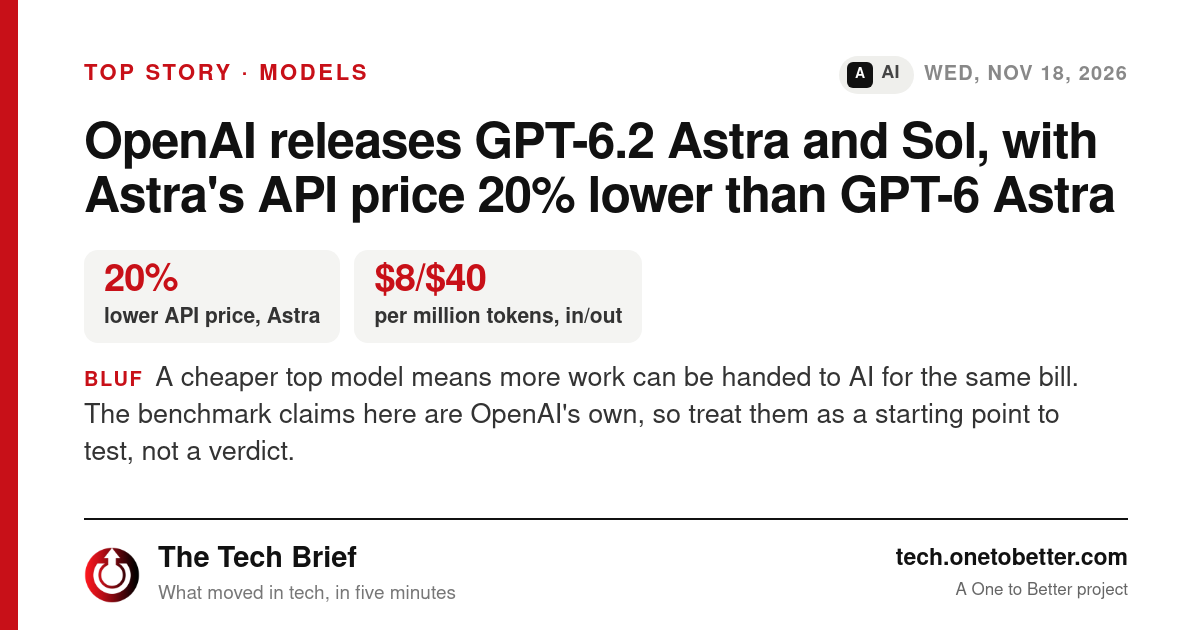 TOP STORY · MODELS
A AI WED, NOV 18, 2026
OpenAI releases GPT-6.2 Astra and Sol, with
Astra's API price 20% lower than GPT-6 Astra
20%
lower API price, Astra
$8/$40
per million tokens, in/out
BLUF A cheaper top model means more work can be handed to AI for the same bill.
The benchmark claims here are OpenAI's own, so treat them as a starting point to
test, not a verdict.
The Tech Brief
What moved in tech, in five minutes
tech.onetobetter.com
A One to Better project